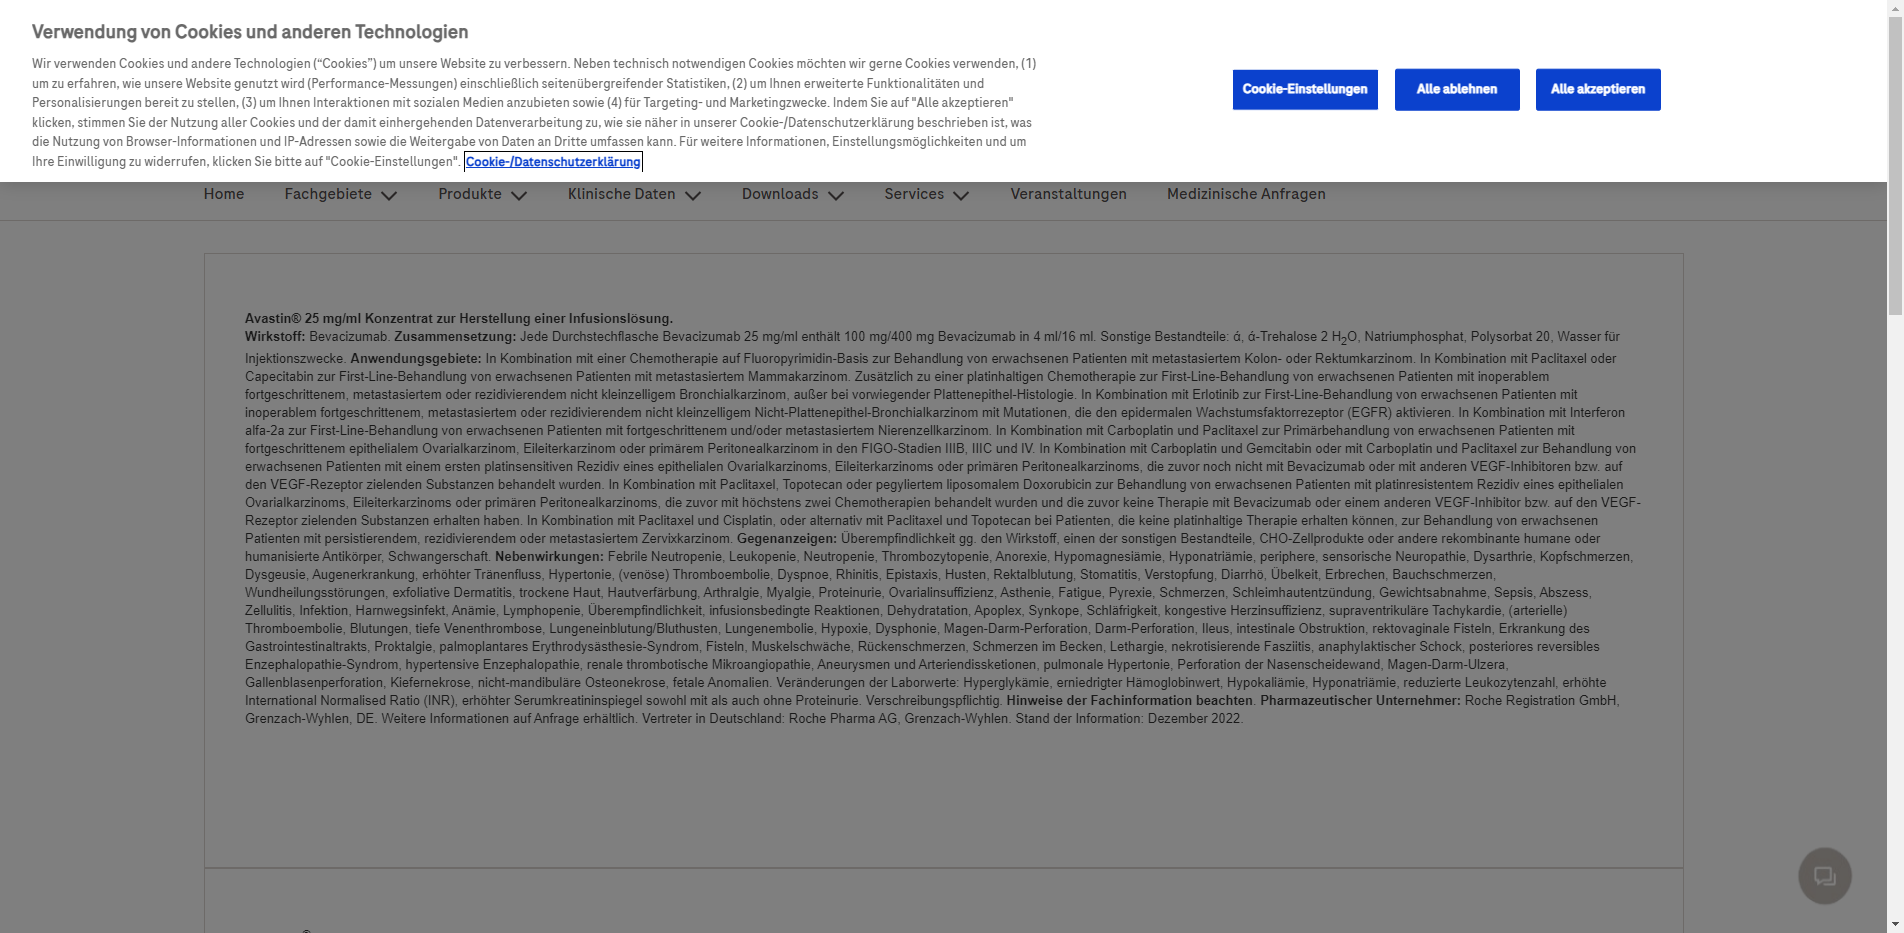 Verwendung von Cookies und anderen Technologien
Wir verwenden Cookies und andere Technologien (“Cookies”) um unsere Website zu verbessern. Neben technisch notwendigen Cookies möchten wir gerne Cookies verwenden, (1)
um zu erfahren, wie unsere Website genutzt wird (Performance-Messungen) einschließlich seitenübergreifender Statistiken, (2) um Ihnen erweiterte Funktionalitäten und
Personalisierungen bereit zu stellen, (3) um Ihnen Interaktionen mit sozialen Medien anzubieten sowie (4) für Targeting- und Marketingzwecke. Indem Sie auf "Alle akzeptieren"
klicken, stimmen Sie der Nutzung aller Cookies und der damit einhergehenden Datenverarbeitung zu, wie sie näher in unserer Cookie-/Datenschutzerklärung beschrieben ist, was
die Nutzung von Browser-Informationen und IP-Adressen sowie die Weitergabe von Daten an Dritte umfassen kann. Für weitere Informationen, Einstellungsmöglichkeiten und um
Ihre Einwilligung zu widerrufen, klicken Sie bitte auf "Cookie-Einstellungen". Cookie-/Datenschutzerklärung
Cookie-Einstellungen Alle ablehnen Alle akzeptieren
Home Fachgebiete Produkte Klinische Daten Downloads Services Veranstaltungen Medizinische Anfragen
Avastin® 25 mg/ml Konzentrat zur Herstellung einer Infusionslösung.
Wirkstoff: Bevacizumab. Zusammensetzung: Jede Durchstechflasche Bevacizumab 25 mg/ml enthält 100 mg/400 mg Bevacizumab in 4 ml/16 ml. Sonstige Bestandteile: ά, ά-Trehalose 2 H2O, Natriumphosphat, Polysorbat 20, Wasser für
Injektionszwecke. Anwendungsgebiete: In Kombination mit einer Chemotherapie auf Fluoropyrimidin-Basis zur Behandlung von erwachsenen Patienten mit metastasiertem Kolon- oder Rektumkarzinom. In Kombination mit Paclitaxel oder
Capecitabin zur First-Line-Behandlung von erwachsenen Patienten mit metastasiertem Mammakarzinom. Zusätzlich zu einer platinhaltigen Chemotherapie zur First-Line-Behandlung von erwachsenen Patienten mit inoperablem
fortgeschrittenem, metastasiertem oder rezidivierendem nicht kleinzelligem Bronchialkarzinom, außer bei vorwiegender Plattenepithel-Histologie. In Kombination mit Erlotinib zur First-Line-Behandlung von erwachsenen Patienten mit
inoperablem fortgeschrittenem, metastasiertem oder rezidivierendem nicht kleinzelligem Nicht-Plattenepithel-Bronchialkarzinom mit Mutationen, die den epidermalen Wachstumsfaktorrezeptor (EGFR) aktivieren. In Kombination mit Interferon
alfa-2a zur First-Line-Behandlung von erwachsenen Patienten mit fortgeschrittenem und/oder metastasiertem Nierenzellkarzinom. In Kombination mit Carboplatin und Paclitaxel zur Primärbehandlung von erwachsenen Patienten mit
fortgeschrittenem epithelialem Ovarialkarzinom, Eileiterkarzinom oder primärem Peritonealkarzinom in den FIGO-Stadien IIIB, IIIC und IV. In Kombination mit Carboplatin und Gemcitabin oder mit Carboplatin und Paclitaxel zur Behandlung von
erwachsenen Patienten mit einem ersten platinsensitiven Rezidiv eines epithelialen Ovarialkarzinoms, Eileiterkarzinoms oder primären Peritonealkarzinoms, die zuvor noch nicht mit Bevacizumab oder mit anderen VEGF-Inhibitoren bzw. auf
den VEGF-Rezeptor zielenden Substanzen behandelt wurden. In Kombination mit Paclitaxel, Topotecan oder pegyliertem liposomalem Doxorubicin zur Behandlung von erwachsenen Patienten mit platinresistentem Rezidiv eines epithelialen
Ovarialkarzinoms, Eileiterkarzinoms oder primären Peritonealkarzinoms, die zuvor mit höchstens zwei Chemotherapien behandelt wurden und die zuvor keine Therapie mit Bevacizumab oder einem anderen VEGF-Inhibitor bzw. auf den VEGF-
Rezeptor zielenden Substanzen erhalten haben. In Kombination mit Paclitaxel und Cisplatin, oder alternativ mit Paclitaxel und Topotecan bei Patienten, die keine platinhaltige Therapie erhalten können, zur Behandlung von erwachsenen
Patienten mit persistierendem, rezidivierendem oder metastasiertem Zervixkarzinom. Gegenanzeigen: Überempfindlichkeit gg. den Wirkstoff, einen der sonstigen Bestandteile, CHO-Zellprodukte oder andere rekombinante humane oder
humanisierte Antikörper, Schwangerschaft. Nebenwirkungen: Febrile Neutropenie, Leukopenie, Neutropenie, Thrombozytopenie, Anorexie, Hypomagnesiämie, Hyponatriämie, periphere, sensorische Neuropathie, Dysarthrie, Kopfschmerzen,
Dysgeusie, Augenerkrankung, erhöhter Tränenfluss, Hypertonie, (venöse) Thromboembolie, Dyspnoe, Rhinitis, Epistaxis, Husten, Rektalblutung, Stomatitis, Verstopfung, Diarrhö, Übelkeit, Erbrechen, Bauchschmerzen,
Wundheilungsstörungen, exfoliative Dermatitis, trockene Haut, Hautverfärbung, Arthralgie, Myalgie, Proteinurie, Ovarialinsuffizienz, Asthenie, Fatigue, Pyrexie, Schmerzen, Schleimhautentzündung, Gewichtsabnahme, Sepsis, Abszess,
Zellulitis, Infektion, Harnwegsinfekt, Anämie, Lymphopenie, Überempfindlichkeit, infusionsbedingte Reaktionen, Dehydratation, Apoplex, Synkope, Schläfrigkeit, kongestive Herzinsuffizienz, supraventrikuläre Tachykardie, (arterielle)
Thromboembolie, Blutungen, tiefe Venenthrombose, Lungeneinblutung/Bluthusten, Lungenembolie, Hypoxie, Dysphonie, Magen-Darm-Perforation, Darm-Perforation, Ileus, intestinale Obstruktion, rektovaginale Fisteln, Erkrankung des
Gastrointestinaltrakts, Proktalgie, palmoplantares Erythrodysästhesie-Syndrom, Fisteln, Muskelschwäche, Rückenschmerzen, Schmerzen im Becken, Lethargie, nekrotisierende Fasziitis, anaphylaktischer Schock, posteriores reversibles
Enzephalopathie-Syndrom, hypertensive Enzephalopathie, renale thrombotische Mikroangiopathie, Aneurysmen und Arteriendissketionen, pulmonale Hypertonie, Perforation der Nasenscheidewand, Magen-Darm-Ulzera,
Gallenblasenperforation, Kiefernekrose, nicht-mandibuläre Osteonekrose, fetale Anomalien. Veränderungen der Laborwerte: Hyperglykämie, erniedrigter Hämoglobinwert, Hypokaliämie, Hyponatriämie, reduzierte Leukozytenzahl, erhöhte
International Normalised Ratio (INR), erhöhter Serumkreatininspiegel sowohl mit als auch ohne Proteinurie. Verschreibungspflichtig. Hinweise der Fachinformation beachten. Pharmazeutischer Unternehmer: Roche Registration GmbH,
Grenzach-Wyhlen, DE. Weitere Informationen auf Anfrage erhältlich. Vertreter in Deutschland: Roche Pharma AG, Grenzach-Wyhlen. Stand der Information: Dezember 2022.